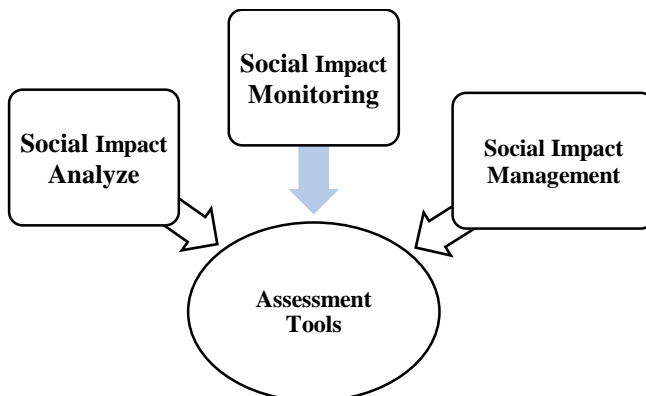 Social Impact
Monitoring
Social Impact
Analyze
Social Impact
Management
Assessment
Tools